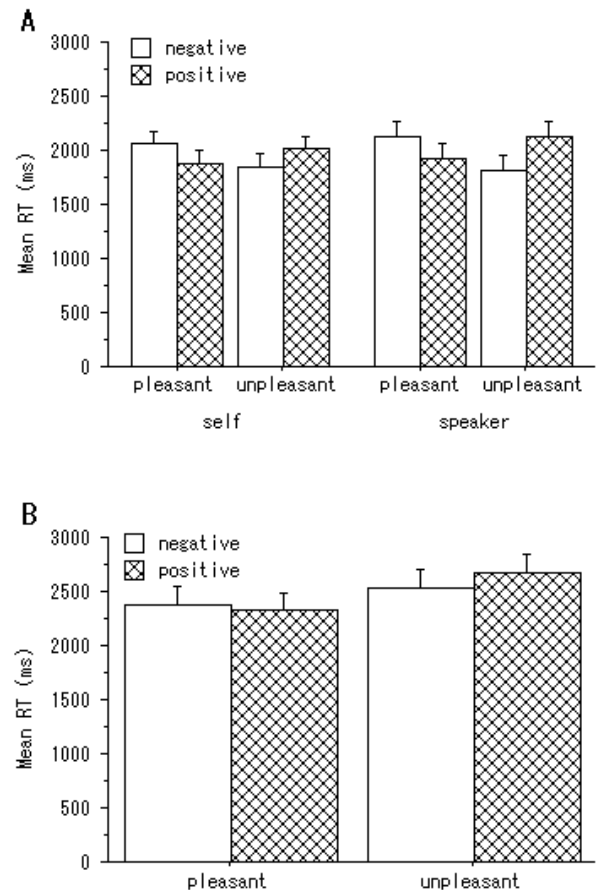 A
3000
negative
positive
2500
2000
1500
1000
500
0
Mean RT (ms)
pleasant unpleasant pleasant unpleasant
self speaker
B
3000
negative
positive
2500
2000
1500
1000
500
0
Mean RT (ms)
pleasant unpleasant